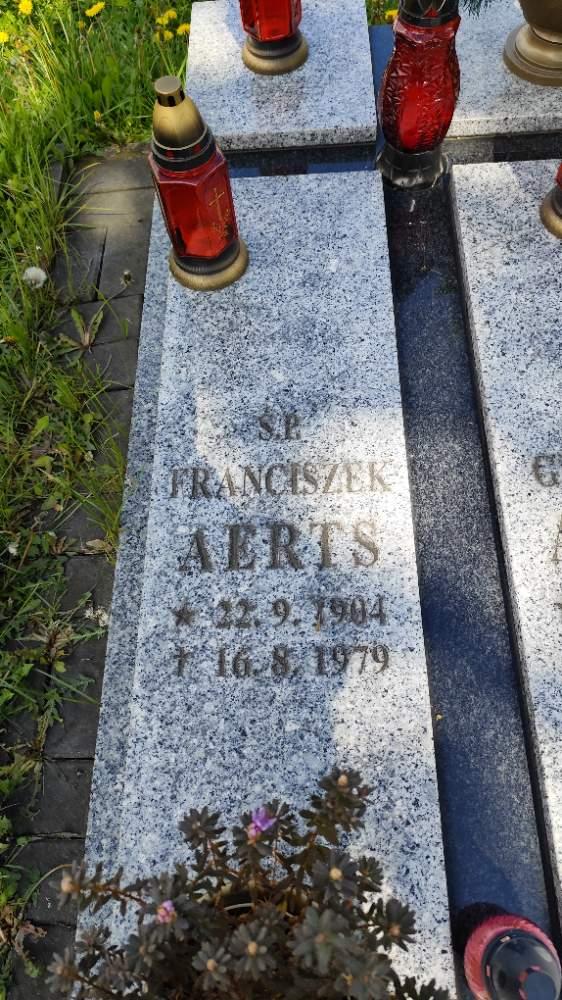 Ś.P.
FRANCISZEK
AERTS
★ 22. 9. 1904
† 16. 8. 1979